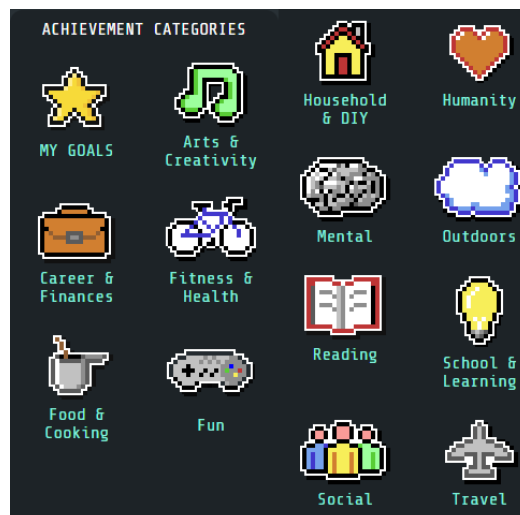 ACHIEVEMENT CATEGORIES
MY GOALS
Arts &
Creativity
Career &
Finances
Fitness &
Health
Food &
Cooking
Fun
Household
& DIY
Humanity
Mental
Outdoors
Reading
School &
Learning
Social
Travel